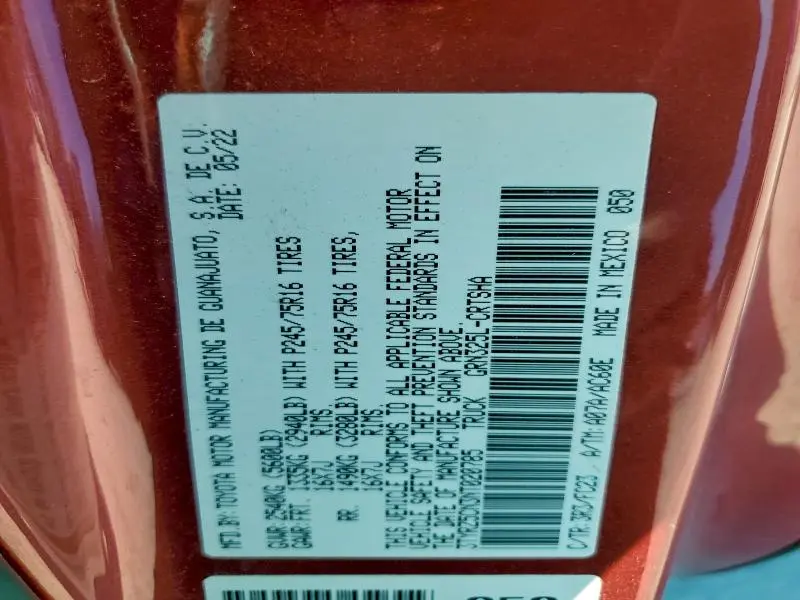 MFD.BY: TOYOTA MOTOR MANUFACTURING DE GUANAJUATO, S.A. DE C.V.
DATE: 05/22
GVWR 2540KG (5600LB)
GAWR: FRT. 1335KG (2940LB) WITH P245/75R16 TIRES
16X7J RIMS,
RR. 1490KG (3280LB) WITH P245/75R16 TIRES,
16X7J RIMS,
THIS VEHICLE CONFORMS TO ALL APPLICABLE FEDERAL MOTOR
VEHICLE SAFETY AND THEFT PREVENTION STANDARDS IN EFFECT ON
THE DATE OF MANUFACTURE SHOWN ABOVE.
TRUCK GRN325L-CRTSHA
C/TR: 3R3/FC23 , A/TM: A07A/AC60E MADE IN MEXICO 050